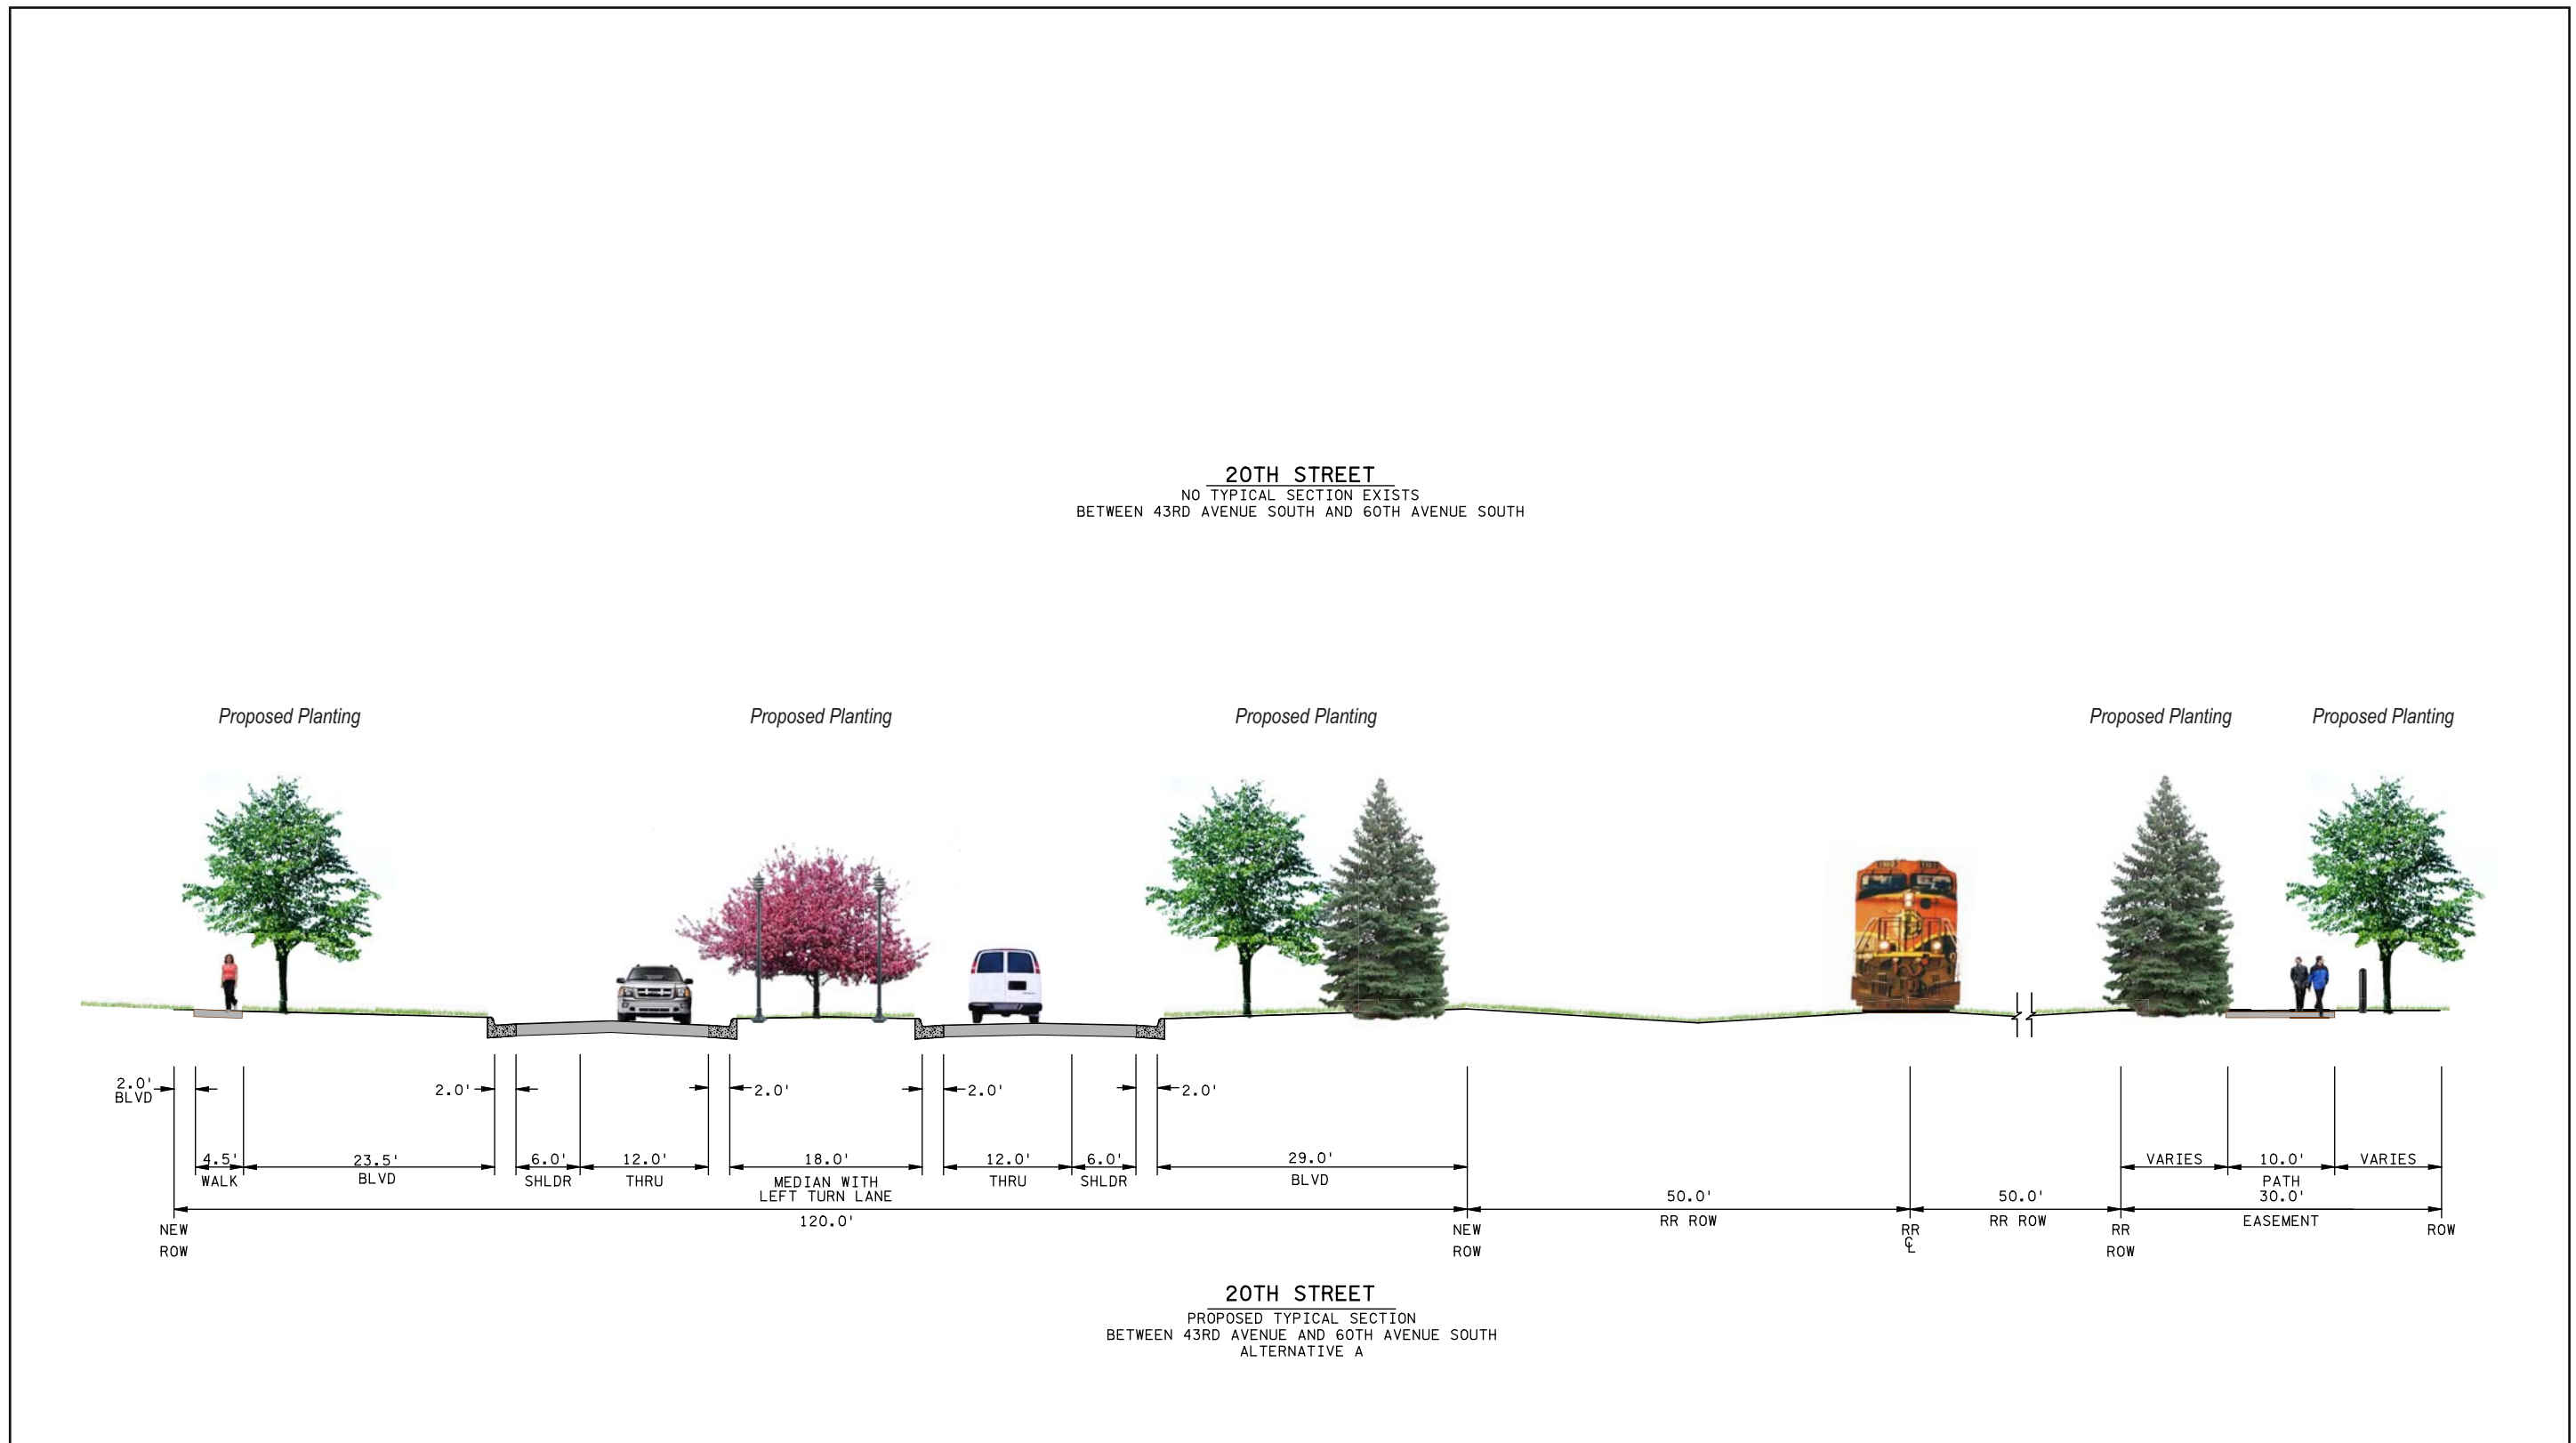 20TH STREET
NO TYPICAL SECTION EXISTS
BETWEEN 43RD AVENUE SOUTH AND 60TH AVENUE SOUTH
Proposed Planting
Proposed Planting
Proposed Planting
Proposed Planting
Proposed Planting
2.0'
BLVD
2.0'
2.0'
2.0'
2.0'
4.5'
WALK
23.5'
BLVD
6.0'
SHLDR
12.0'
THRU
18.0'
MEDIAN WITH
LEFT TURN LANE
12.0'
THRU
6.0'
SHLDR
29.0'
BLVD
VARIES
10.0'
PATH
VARIES
120.0'
50.0'
RR ROW
50.0'
RR ROW
30.0'
EASEMENT
NEW
ROW
NEW
ROW
RR
℄
RR
ROW
ROW
20TH STREET
PROPOSED TYPICAL SECTION
BETWEEN 43RD AVENUE AND 60TH AVENUE SOUTH
ALTERNATIVE A